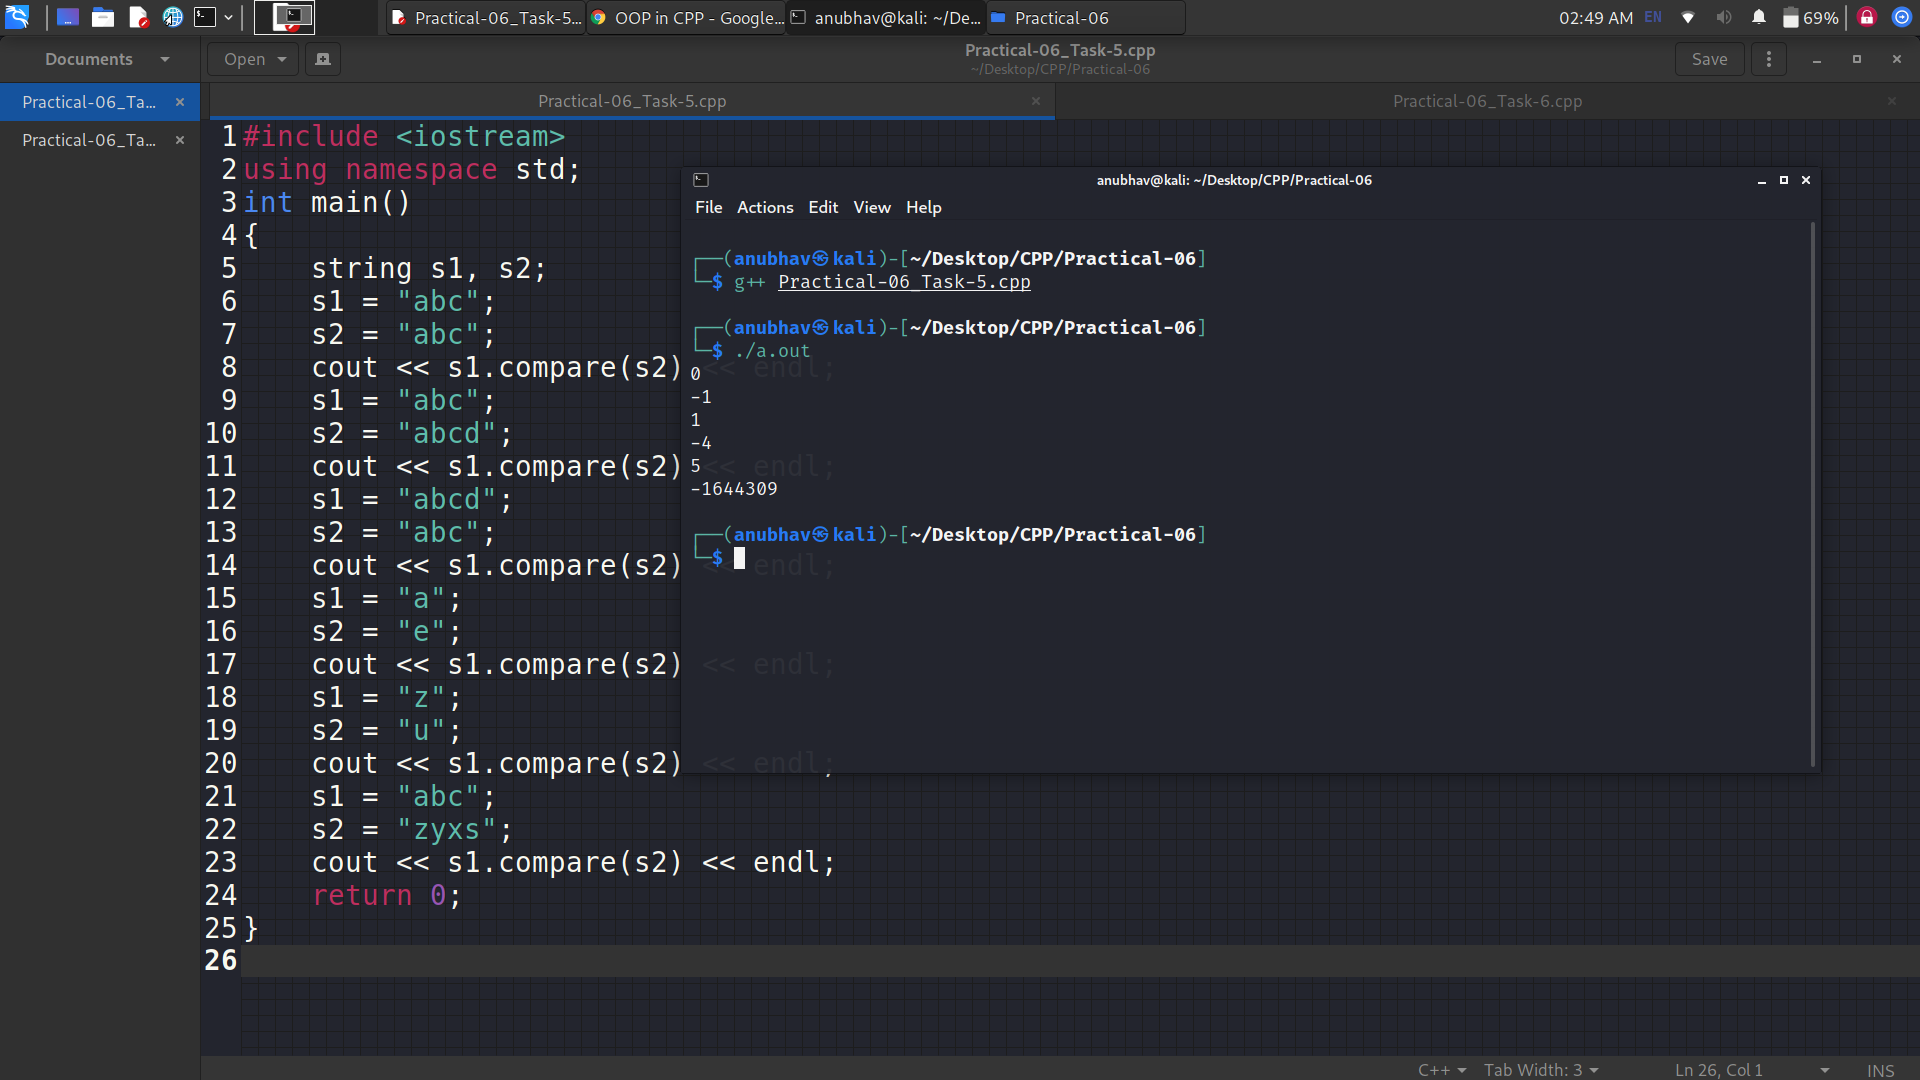 Practical-06_Task-5...
OOP in CPP - Google...
anubhav@kali: ~/De...
Practical-06
02:49 AM
EN
69%
Documents
Open
Practical-06_Task-5.cpp
~/Desktop/CPP/Practical-06
Save
Practical-06_Ta...
Practical-06_Ta...
Practical-06_Task-5.cpp
Practical-06_Task-6.cpp
1 #include <iostream>
2 using namespace std;
3 int main()
4 {
5 string s1, s2;
6 s1 = "abc";
7 s2 = "abc";
8 cout << s1.compare(s2) << endl;
9 s1 = "abc";
10 s2 = "abcd";
11 cout << s1.compare(s2) << endl;
12 s1 = "abcd";
13 s2 = "abc";
14 cout << s1.compare(s2) << endl;
15 s1 = "a";
16 s2 = "e";
17 cout << s1.compare(s2) << endl;
18 s1 = "z";
19 s2 = "u";
20 cout << s1.compare(s2) << endl;
21 s1 = "abc";
22 s2 = "zyxs";
23 cout << s1.compare(s2) << endl;
24 return 0;
25 }
26
anubhav@kali: ~/Desktop/CPP/Practical-06
File Actions Edit View Help
┌──(anubhav㉿kali)-[~/Desktop/CPP/Practical-06]
└─$ g++ Practical-06_Task-5.cpp
┌──(anubhav㉿kali)-[~/Desktop/CPP/Practical-06]
└─$ ./a.out
0
-1
1
-4
5
-1644309
┌──(anubhav㉿kali)-[~/Desktop/CPP/Practical-06]
└─$
C++
Tab Width: 3
Ln 26, Col 1
INS